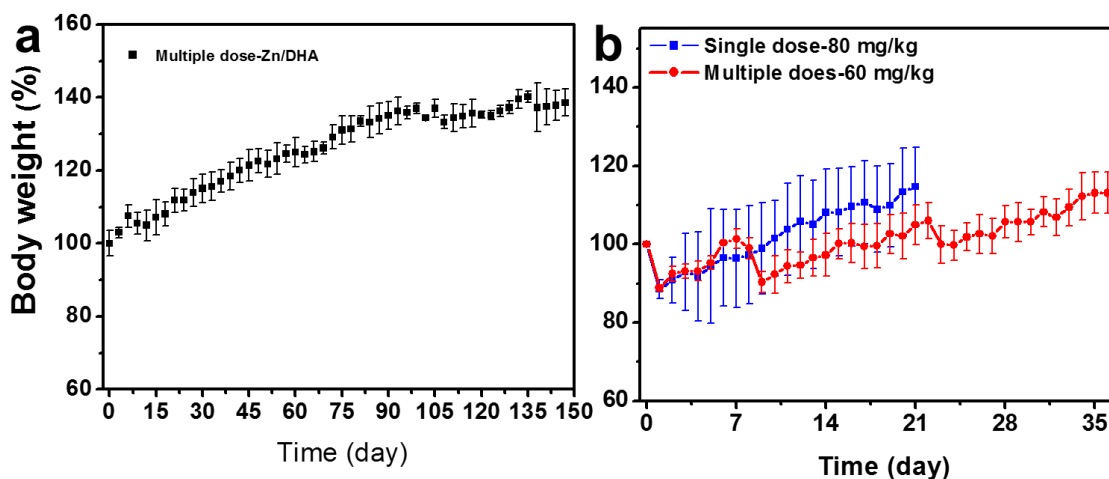 a
Multiple dose-Zn/DHA
Body weight (%)
160
140
120
100
80
60
0 15 30 45 60 75 90 105 120 135 150
Time (day)
b
Single dose-80 mg/kg
Multiple does-60 mg/kg
140
120
100
80
60
0 7 14 21 28 35
Time (day)